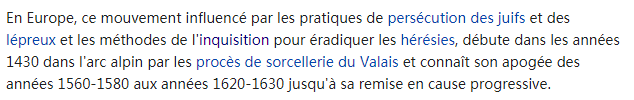 En Europe, ce mouvement influencé par les pratiques de persécution des juifs et des
lépreux et les méthodes de l'inquisition pour éradiquer les hérésies, débute dans les années
1430 dans l'arc alpin par les procès de sorcellerie du Valais et connaît son apogée des
années 1560-1580 aux années 1620-1630 jusqu'à sa remise en cause progressive.